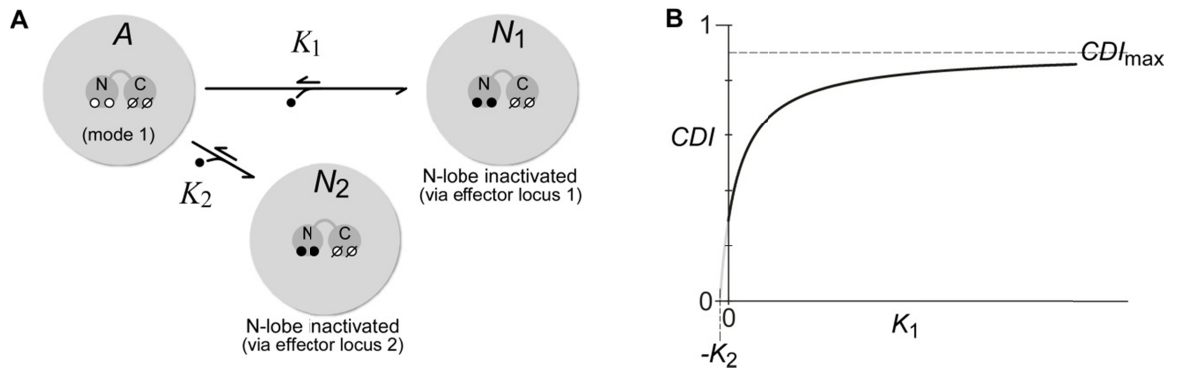 A
A
N C
(mode 1)
K₁
N₁
N C
N-lobe inactivated
(via effector locus 1)
K₂
N₂
N C
N-lobe inactivated
(via effector locus 2)
B
1
CDImax
CDI
0
0
K₁
-K₂